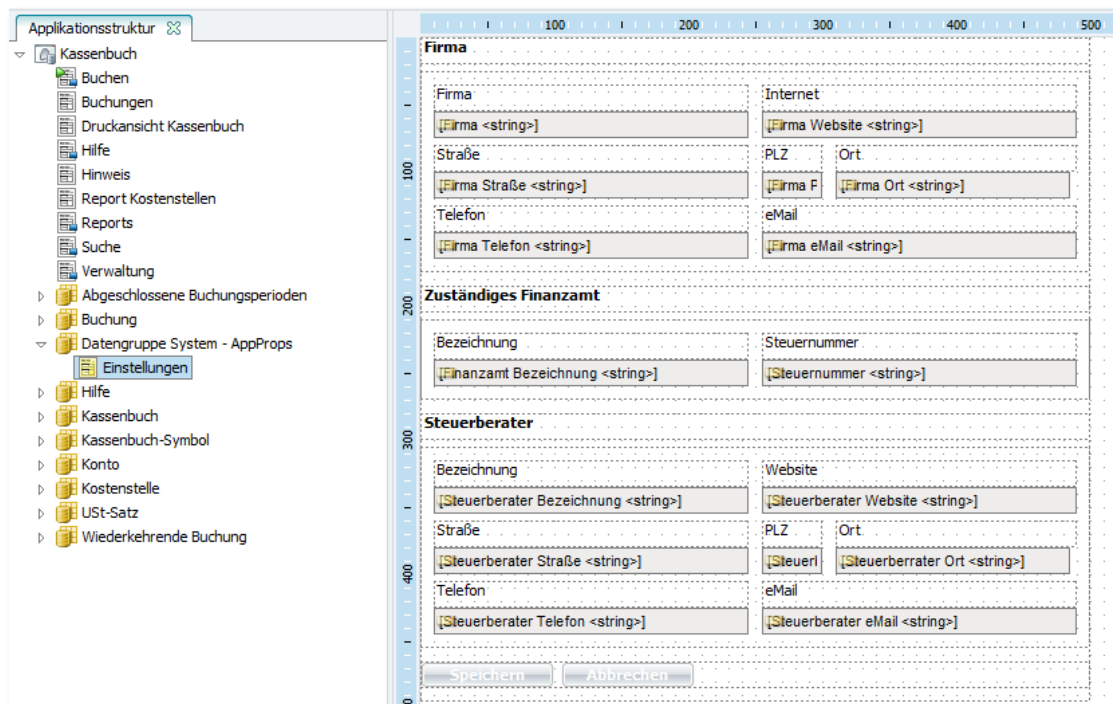 Applikationsstruktur
Kassenbuch
Buchen
Buchungen
Druckansicht Kassenbuch
Hilfe
Hinweis
Report Kostenstellen
Reports
Suche
Verwaltung
Abgeschlossene Buchungsperioden
Buchung
Datengruppe System - AppProps
Einstellungen
Hilfe
Kassenbuch
Kassenbuch-Symbol
Konto
Kostenstelle
USt-Satz
Wiederkehrende Buchung
100 200 300 400 500
100
200
300
400
Firma
Firma Internet
[Firma <string>] [Firma Website <string>]
Straße PLZ Ort
[Firma Straße <string>] [Firma P [Firma Ort <string>]
Telefon eMail
[Firma Telefon <string>] [Firma eMail <string>]
Zuständiges Finanzamt
Bezeichnung Steuernummer
[Finanzamt Bezeichnung <string>] [Steuernummer <string>]
Steuerberater
Bezeichnung Website
[Steuerberater Bezeichnung <string>] [Steuerberater Website <string>]
Straße PLZ Ort
[Steuerberater Straße <string>] [Steuerl [Steuerberrater Ort <string>]
Telefon eMail
[Steuerberater Telefon <string>] [Steuerberater eMail <string>]
Speichern Abbrechen